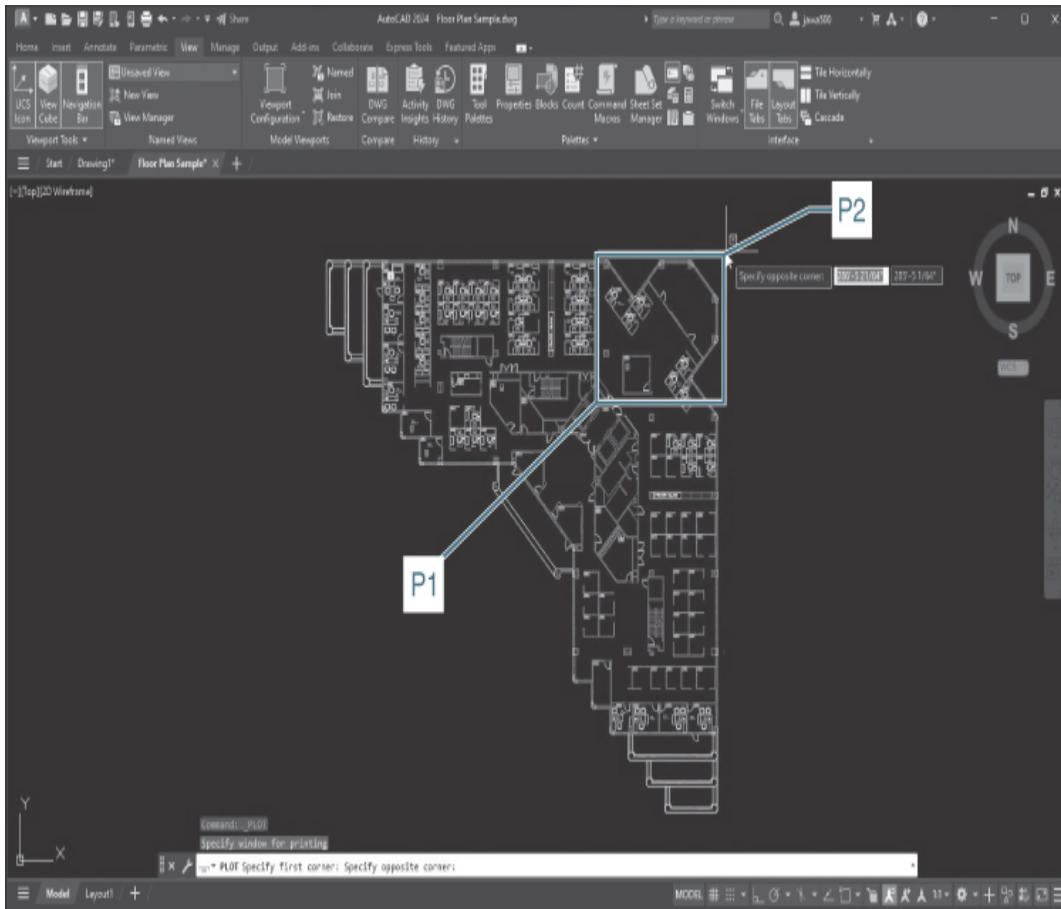 Share
AutoCAD 2024 Floor Plan Sample.dwg
Type a keyword or phrase
jawa500
Home Insert Annotate Parametric View Manage Output Add-ins Collaborate Express Tools Featured Apps
UCS Icon
View Cube
Navigation Bar
Unsaved View
New View
View Manager
Viewport Configuration
Named
Join
Restore
DWG Compare
Activity Insights
DWG History
Tool Palettes
Properties
Blocks
Count
Command Macros
Sheet Set Manager
Switch Windows
File Tabs
Layout Tabs
Tile Horizontally
Tile Vertically
Cascade
Viewport Tools
Named Views
Model Viewports
Compare
History
Palettes
Interface
Start Drawing1* Floor Plan Sample*
[-][Top][2D Wireframe]
P2
N
W TOP E
S
WCS
Specify opposite corner:
P1
Y
X
Command: _PLOT
Specify window for printing
PLOT Specify first corner: Specify opposite corner:
Model Layout1
MODEL
1:1